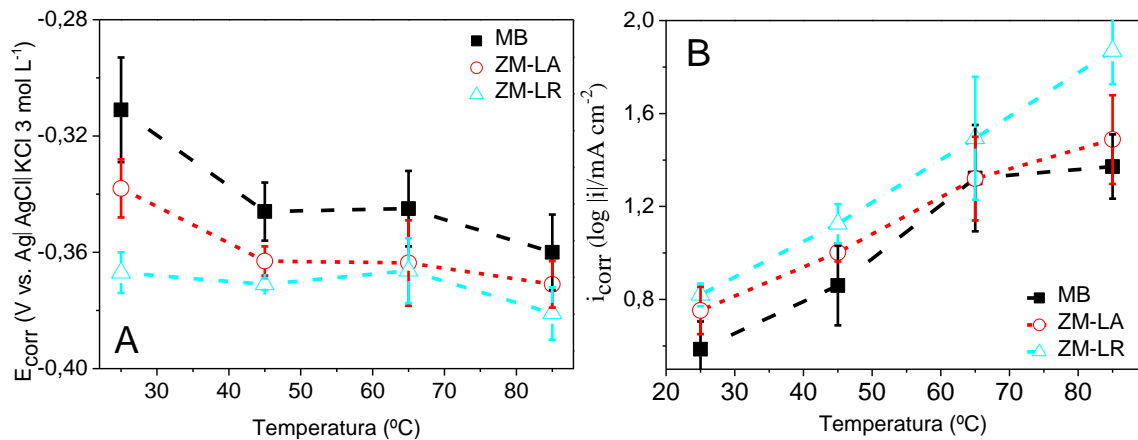 -0,28
-0,32
-0,36
-0,40
E_corr (V vs. Ag| AgCl| KCl 3 mol L⁻¹)
MB
ZM-LA
ZM-LR
A
30 40 50 60 70 80
Temperatura (ºC)
2,0
1,6
1,2
0,8
i_corr (log |i|/mA cm⁻²)
B
MB
ZM-LA
ZM-LR
20 30 40 50 60 70 80
Temperatura (ºC)